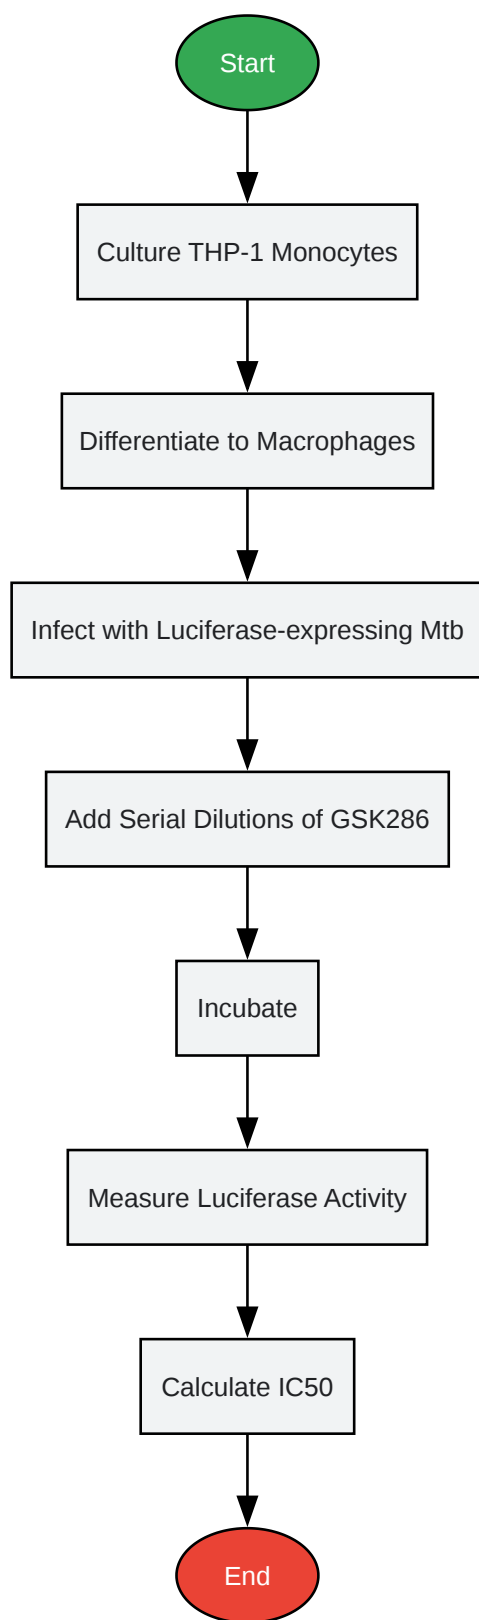 Start
Culture THP-1 Monocytes
Differentiate to Macrophages
Infect with Luciferase-expressing Mtb
Add Serial Dilutions of GSK286
Incubate
Measure Luciferase Activity
Calculate IC50
End